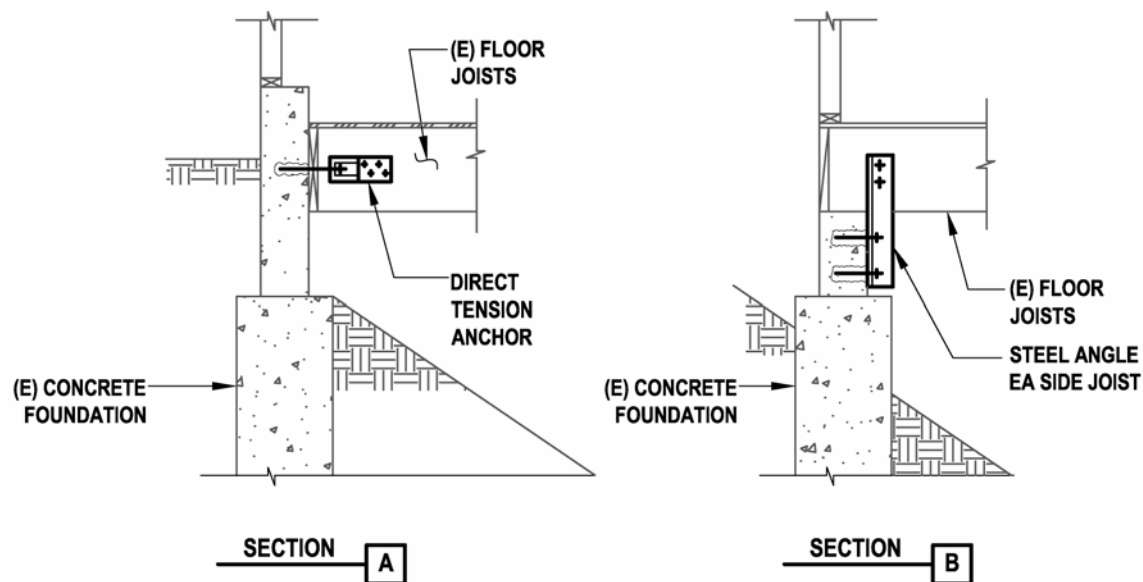 (E) FLOOR
JOISTS
DIRECT
TENSION
ANCHOR
(E) CONCRETE
FOUNDATION
SECTION
A
(E) FLOOR
JOISTS
STEEL ANGLE
EA SIDE JOIST
(E) CONCRETE
FOUNDATION
SECTION
B